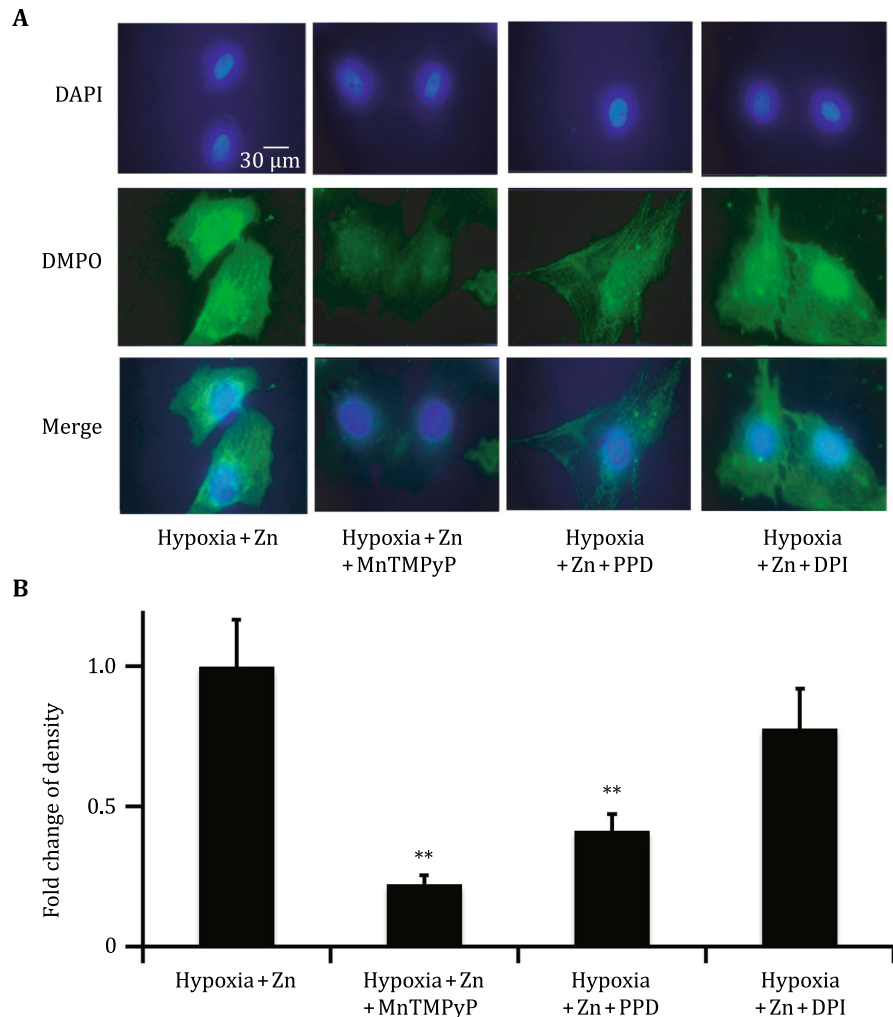 A
DAPI
30 µm
DMPO
Merge
Hypoxia + Zn
Hypoxia + Zn
+ MnTMPyP
Hypoxia
+ Zn + PPD
Hypoxia
+ Zn + DPI
B
Fold change of density
1.0
0.5
0
**
**
Hypoxia + Zn
Hypoxia + Zn
+ MnTMPyP
Hypoxia
+ Zn + PPD
Hypoxia
+ Zn + DPI